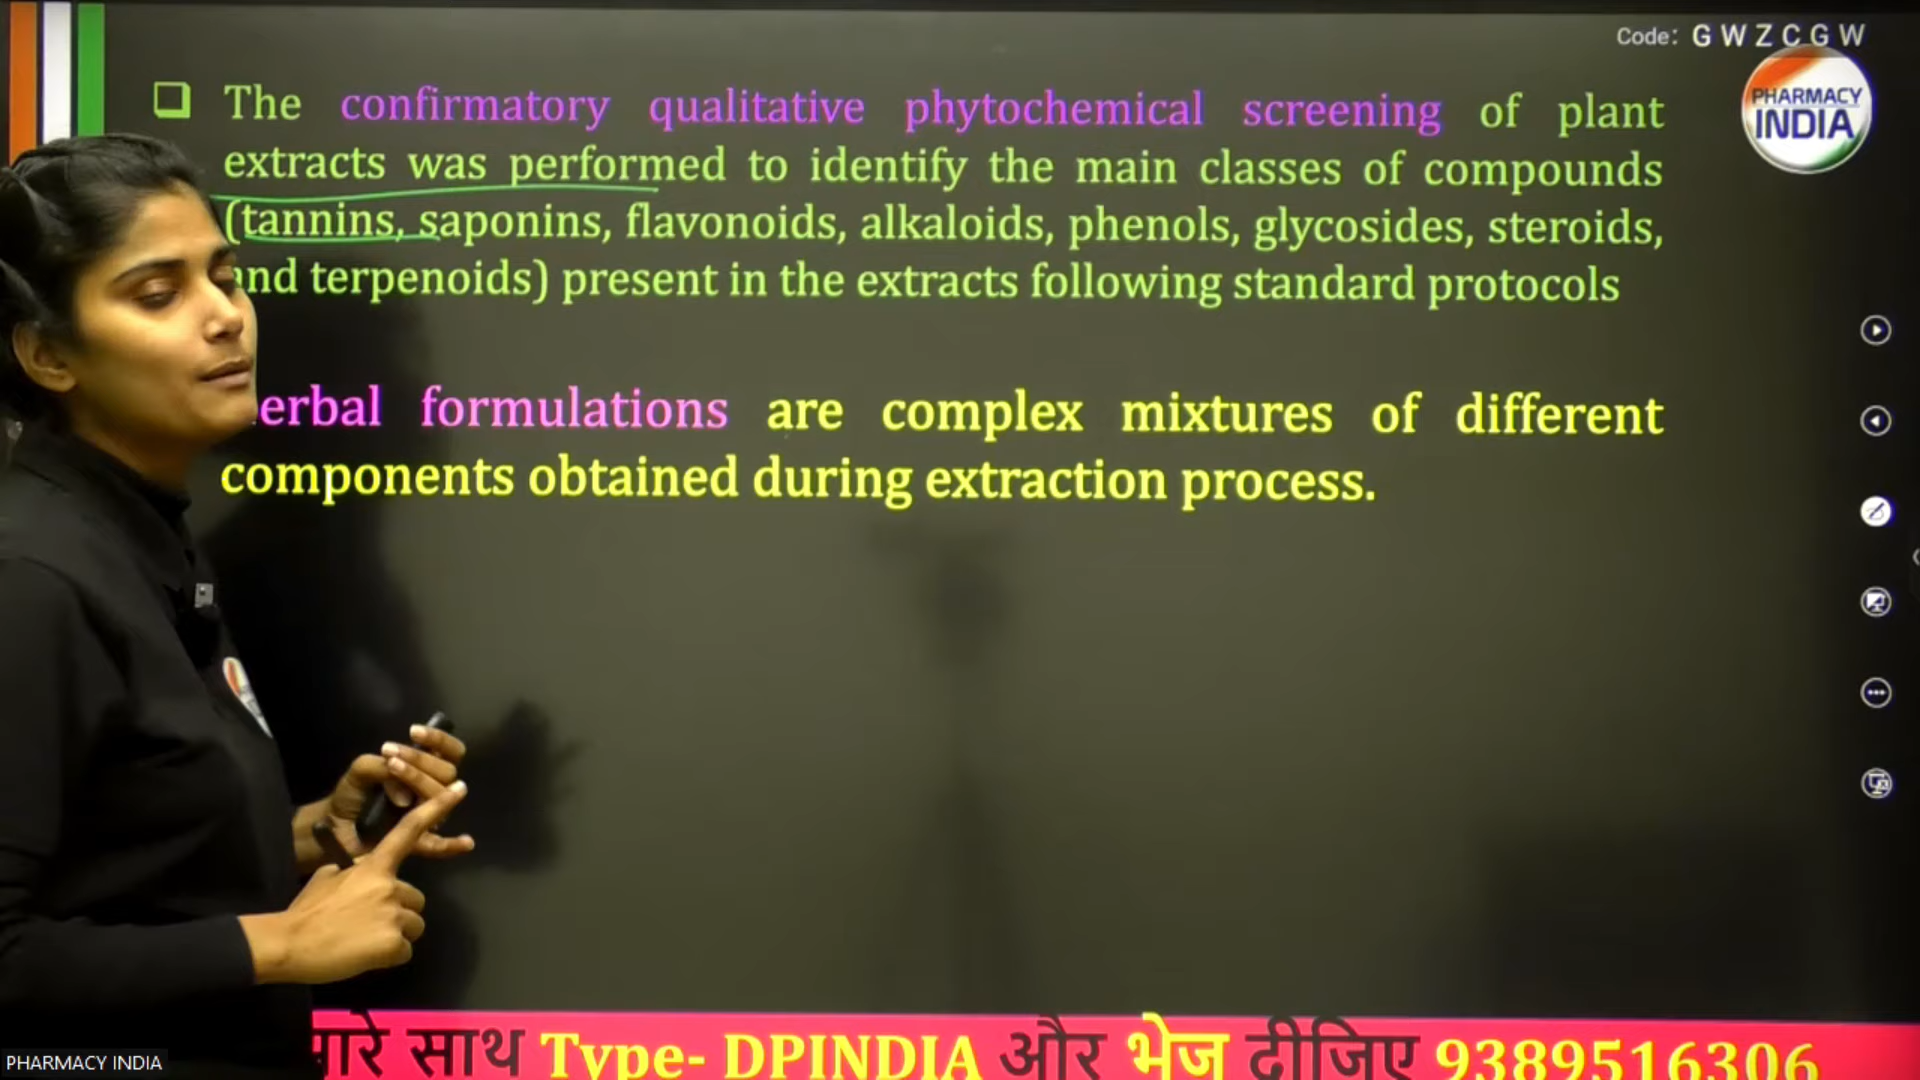 Code: G W Z C G W
PHARMACY
INDIA
❑ The confirmatory qualitative phytochemical screening of plant
extracts was performed to identify the main classes of compounds
(tannins, saponins, flavonoids, alkaloids, phenols, glycosides, steroids,
and terpenoids) present in the extracts following standard protocols
erbal formulations are complex mixtures of different
components obtained during extraction process.
साथ Type- DPINDIA और भेज दीजिए 9389516306
PHARMACY INDIA